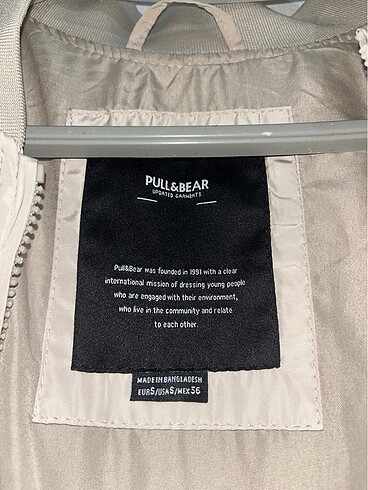 PULL&BEAR
UPDATED GARMENTS
Pull&Bear was founded in 1991 with a clear
international mission of dressing young people
who are engaged with their environment,
who live in the community and relate
to each other.
MADE IN BANGLADESH
EUR S/USA S/MEX 36